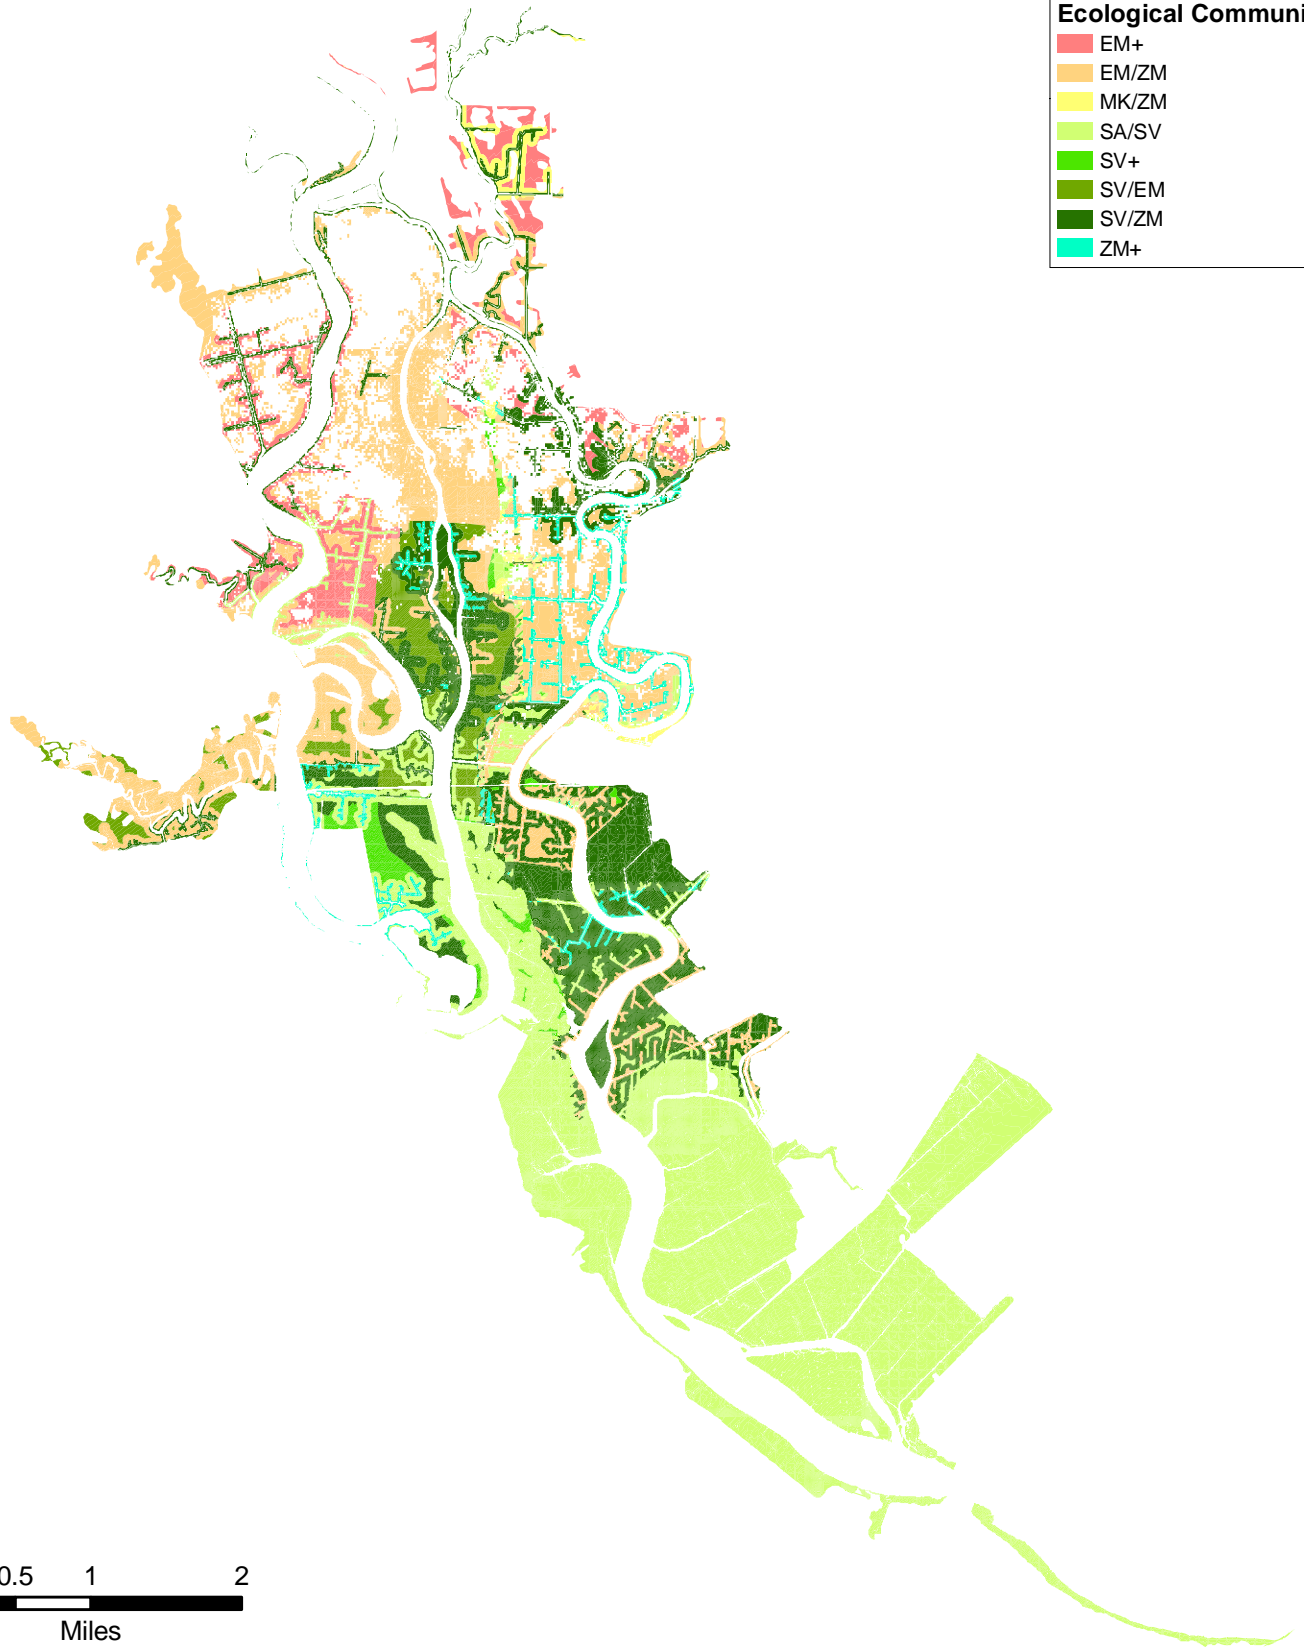 Ecological Communi
EM+
EM/ZM
MK/ZM
SA/SV
SV+
SV/EM
SV/ZM
ZM+
0.5 1 2
Miles